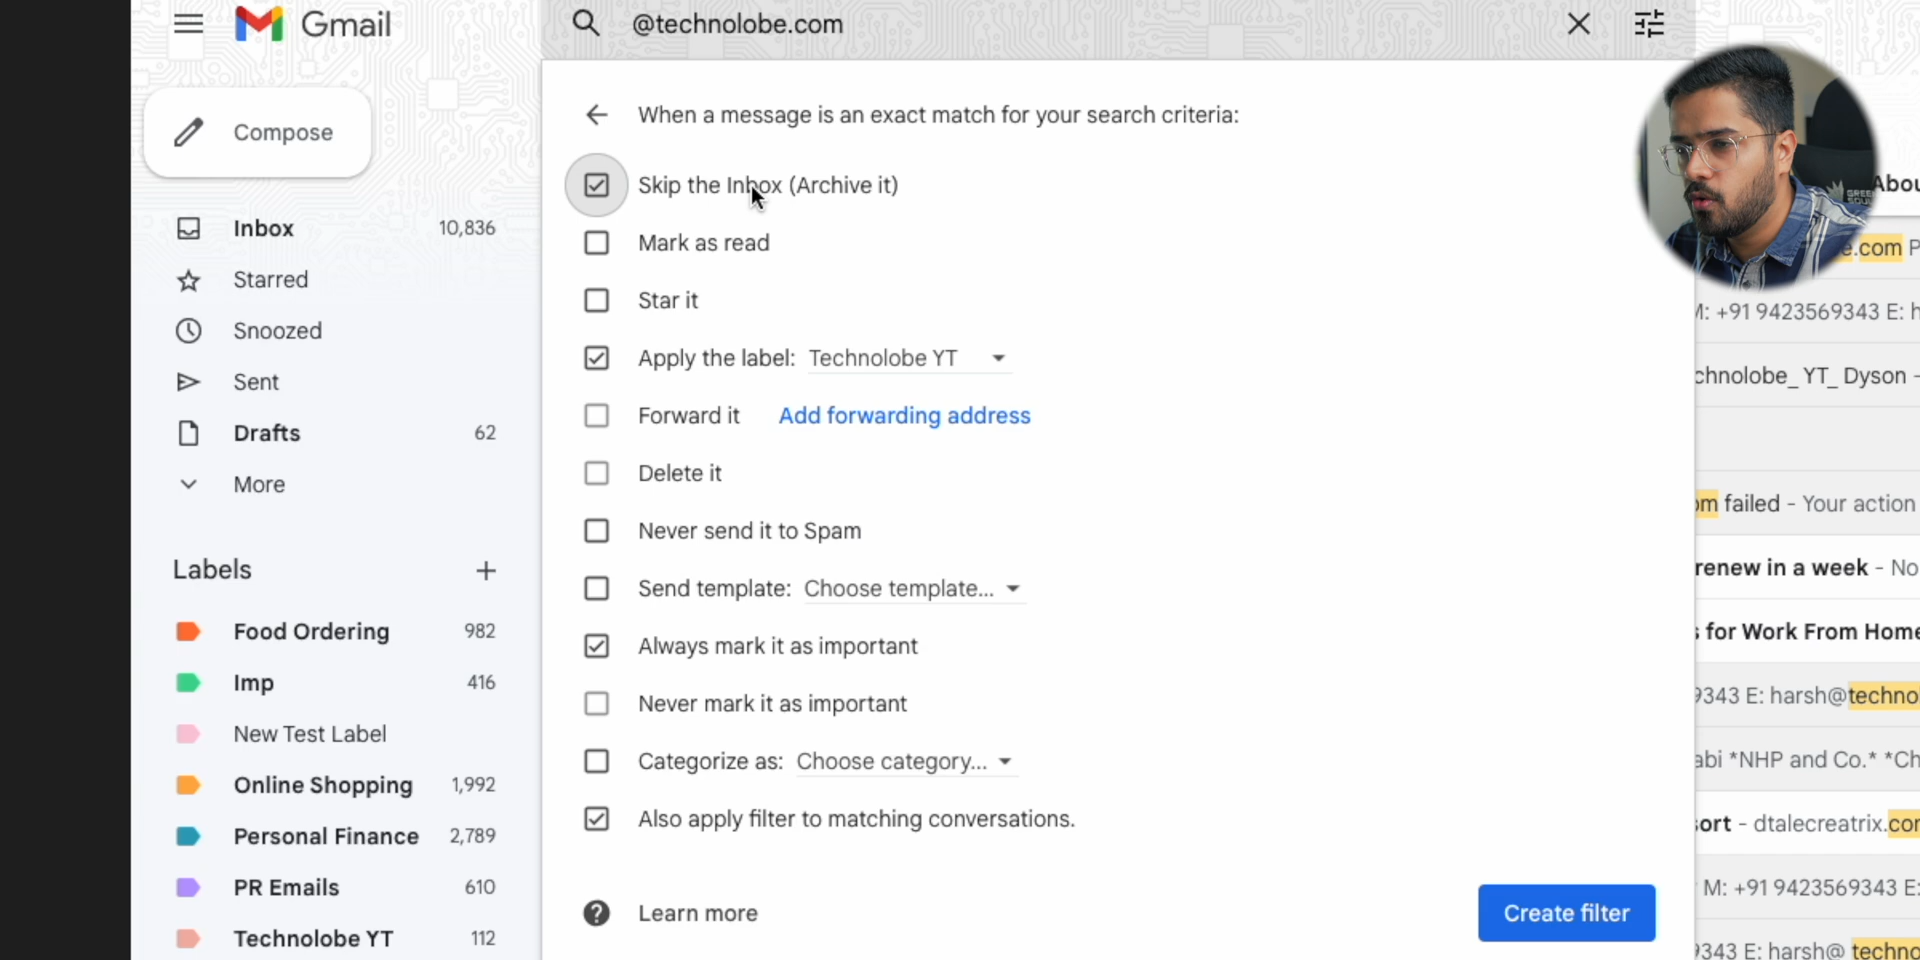 Gmail
@technolobe.com
Compose
Inbox 10,836
Starred
Snoozed
Sent
Drafts 62
More
Labels
Food Ordering 982
Imp 416
New Test Label
Online Shopping 1,992
Personal Finance 2,789
PR Emails 610
Technolobe YT 112
When a message is an exact match for your search criteria:
Skip the Inbox (Archive it)
Mark as read
Star it
Apply the label: Technolobe YT
Forward it Add forwarding address
Delete it
Never send it to Spam
Send template: Choose template...
Always mark it as important
Never mark it as important
Categorize as: Choose category...
Also apply filter to matching conversations.
Learn more
Create filter
Abou
e.com P
M: +91 9423569343 E: h
chnolobe_ YT_ Dyson -
om failed - Your action
renew in a week - No
s for Work From Home
9343 E: harsh@techno
abi *NHP and Co.* *Ch
sort - dtalecreatrix.cor
M: +91 9423569343 E:
9343 E: harsh@ techno